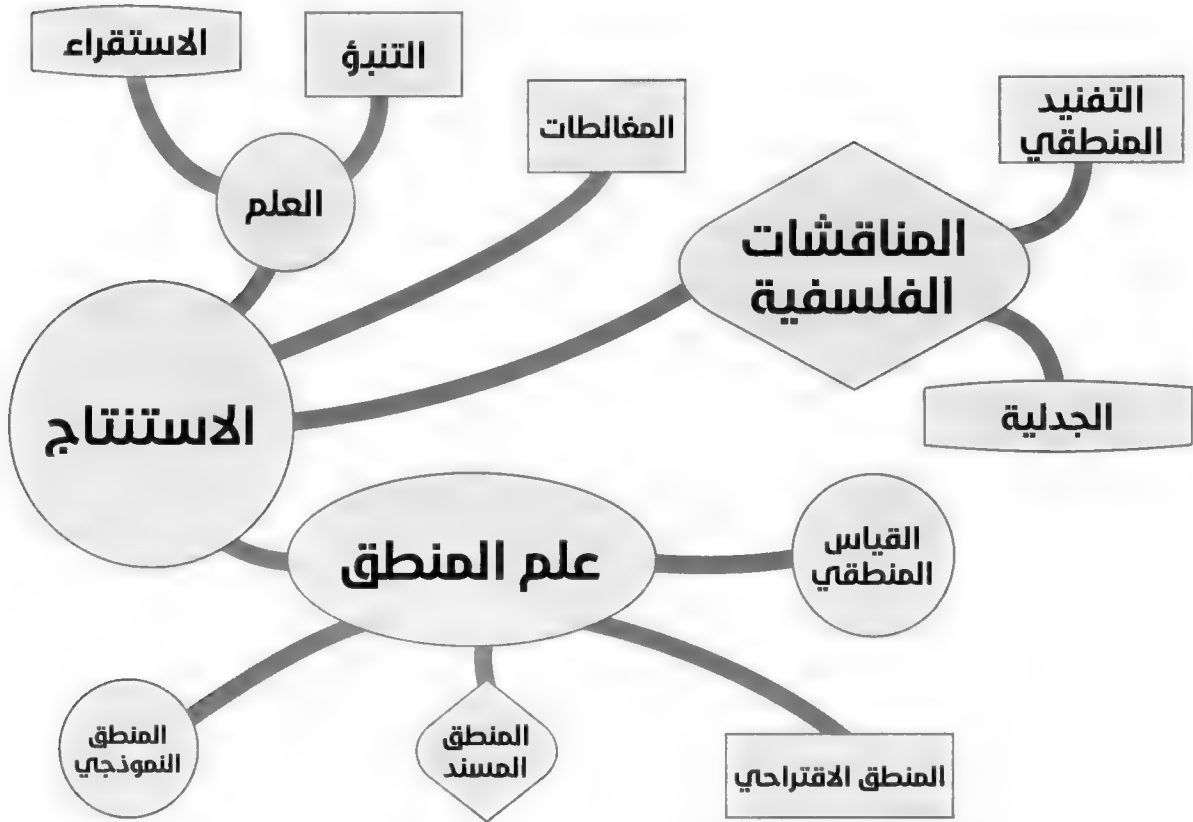 الاستقراء
التنبؤ
العلم
المغالطات
التفنيد
المنطقي
المناقشات
الفلسفية
الجدلية
الاستنتاج
علم المنطق
القياس
المنطقي
المنطق
النموذجي
المنطق
المسند
المنطق الاقتراحي